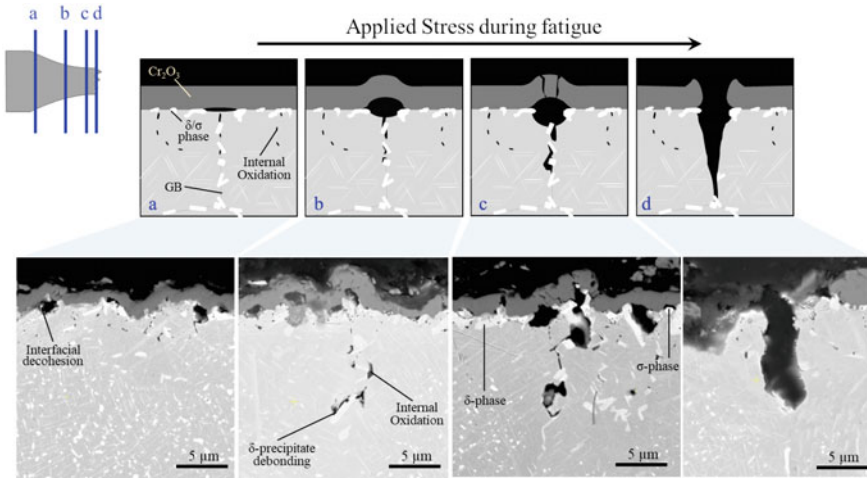 a b c d
Applied Stress during fatigue
Cr₂O₃
δ/σ
phase
Internal
Oxidation
GB
a
b
c
d
Interfacial
decohesion
5 μm
Internal
Oxidation
δ-precipitate
debonding
5 μm
δ-phase
σ-phase
5 μm
5 μm